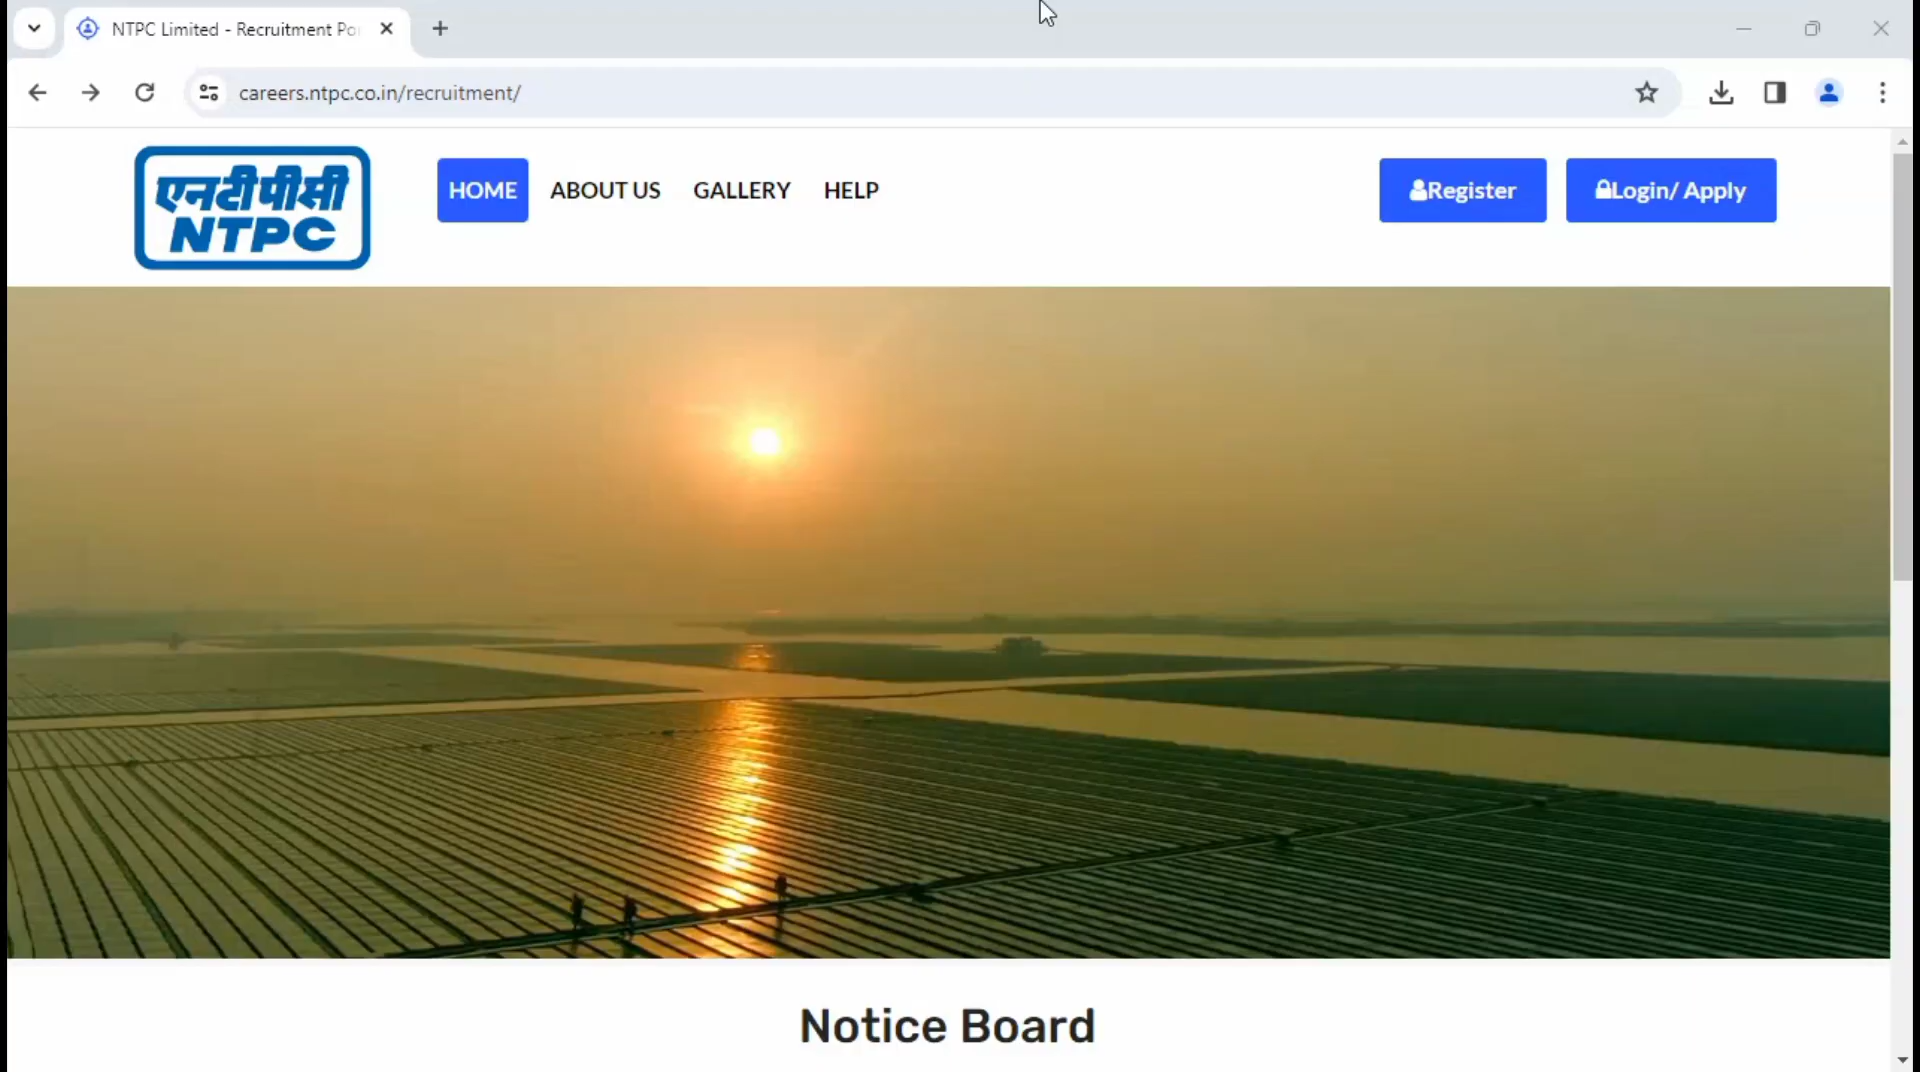 NTPC Limited - Recruitment Po
careers.ntpc.co.in/recruitment/
एनटीपीसी
NTPC
HOME
ABOUT US
GALLERY
HELP
Register
Login/ Apply
Notice Board